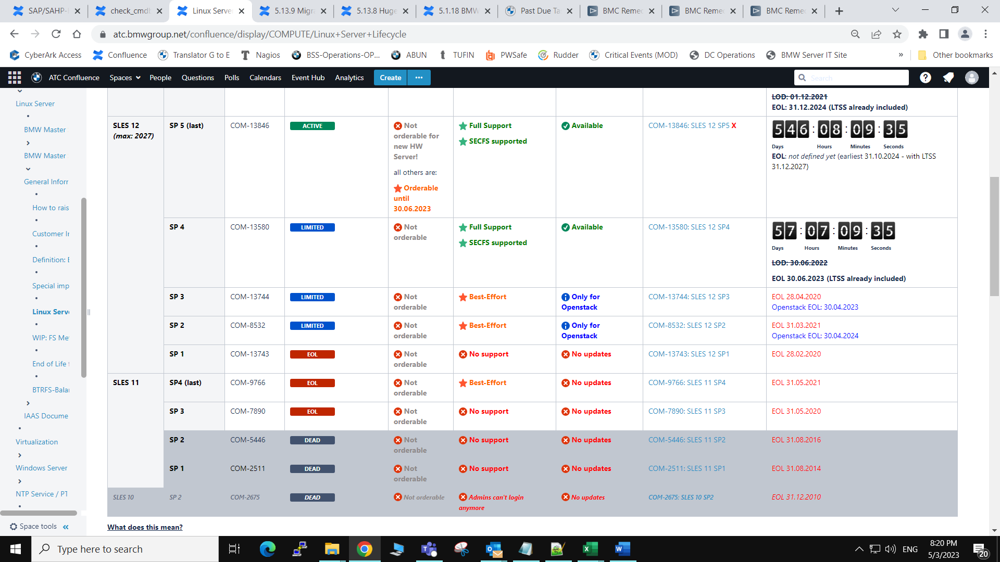 SAP/SAHP-
check_cmdb
Linux Serve
5.13.9 Migra
5.13.8 Huge
5.1.18 BMW
Past Due Ta
BMC Reme
BMC Reme
BMC Reme
atc.bmwgroup.net/confluence/display/COMPUTE/Linux+Server+Lifecycle
CyberArk Access
Confluence
Translator G to E
Nagios
BSS-Operations-OP...
ABUN
TUFIN
PWSafe
Rudder
Critical Events (MOD)
DC Operations
BMW Server IT Site
»
Other bookmarks
ATC Confluence
Spaces
People
Questions
Polls
Calendars
Event Hub
Analytics
Create
Search
Linux Server
BMW Master
BMW Master
General Inforr
How to rais
Customer Ir
Definition: E
Special imp
Linux Serve
WIP: FS Me
End of Life f
BTRFS-Balar
IAAS Docume
Virtualization
Windows Server
NTP Service / PT
Space tools «
LOD: 01.12.2021
EOL: 31.12.2024 (LTSS already included)
SLES 12
(max: 2027)
SP 5 (last)
COM-13846
ACTIVE
Not
orderable for
new HW
Server!
all others are:
Orderable
until
30.06.2023
Full Support
SECFS supported
Available
COM-13846: SLES 12 SP5 X
546:08:09:35
Days Hours Minutes Seconds
EOL: not defined yet (earliest 31.10.2024 - with LTSS
31.12.2027)
SP 4
COM-13580
LIMITED
Not
orderable
Full Support
SECFS supported
Available
COM-13580: SLES 12 SP4
57:07:09:35
Days Hours Minutes Seconds
LOD: 30.06.2022
EOL 30.06.2023 (LTSS already included)
SP 3
COM-13744
LIMITED
Not
orderable
Best-Effort
Only for
Openstack
COM-13744: SLES 12 SP3
EOL 28.04.2020
Openstack EOL: 30.04.2023
SP 2
COM-8532
LIMITED
Not
orderable
Best-Effort
Only for
Openstack
COM-8532: SLES 12 SP2
EOL 31.03.2021
Openstack EOL: 30.04.2024
SP 1
COM-13743
EOL
Not
orderable
No support
No updates
COM-13743: SLES 12 SP1
EOL 28.02.2020
SLES 11
SP4 (last)
COM-9766
EOL
Not
orderable
Best-Effort
No updates
COM-9766: SLES 11 SP4
EOL 31.05.2021
SP 3
COM-7890
EOL
Not
orderable
No support
No updates
COM-7890: SLES 11 SP3
EOL 31.05.2020
SP 2
COM-5446
DEAD
Not
orderable
No support
No updates
COM-5446: SLES 11 SP2
EOL 31.08.2016
SP 1
COM-2511
DEAD
Not
orderable
No support
No updates
COM-2511: SLES 11 SP1
EOL 31.08.2014
SLES 10
SP 2
COM-2675
DEAD
Not orderable
Admins can't login
anymore
No updates
COM-2675: SLES 10 SP2
EOL 31.12.2010
What does this mean?
Type here to search
ENG
8:20 PM
5/3/2023
20